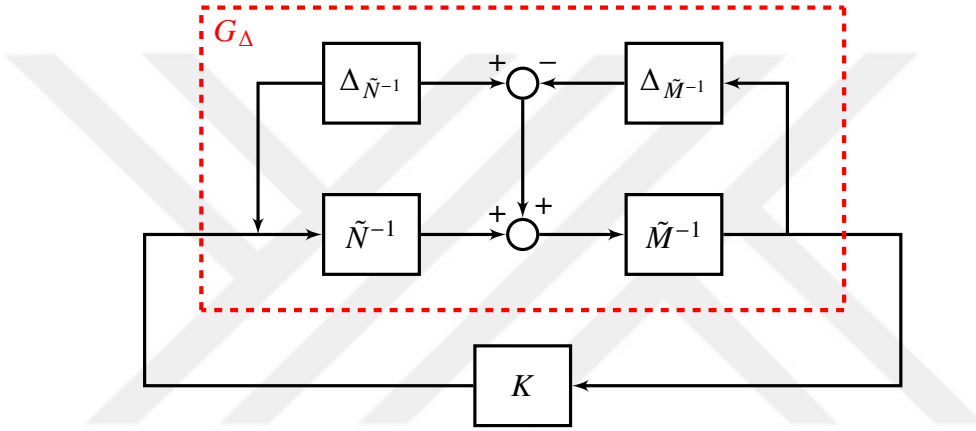 G_Δ
Δ_{Ñ^{-1}} + − Δ_{M̃^{-1}}
Ñ^{-1} + + M̃^{-1}
K